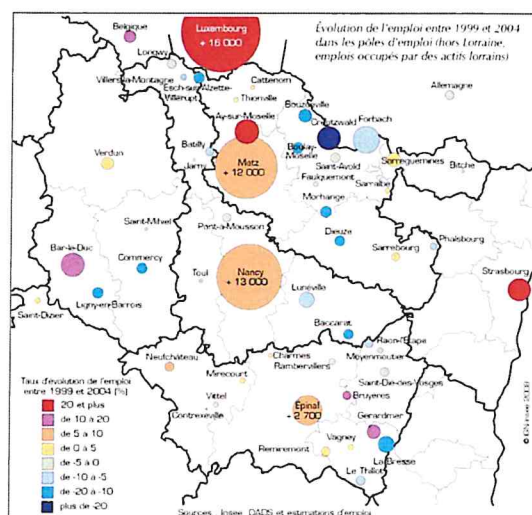 Évolution de l'emploi entre 1999 et 2004
dans les pôles d'emploi (hors Lorraine,
emplois occupés par des actifs lorrains)
Belgique
Luxembourg
+ 16 000
Longwy
Villers-la-Montagne
Esch-sur-Alzette
Villerupt
Cattenom
Thionville
Allemagne
Bouzonville
Ay-sur-Moselle
Creutzwald
Forbach
Verdun
Batilly
Jarny
Metz
+ 12 000
Boulay-
Moselle
Saint-Avold
Sarreguemines
Bitche
Faulquemont
Sarralbe
Morhange
Saint-Mihiel
Pont-à-Mousson
Dieuze
Phalsbourg
Bar-le-Duc
Commercy
Toul
Nancy
+ 13 000
Sarrebourg
Strasbourg
Lunéville
Ligny-en-Barrois
Saint-Dizier
Baccarat
Raon-l'Étape
Neufchâteau
Charmes
Rambervillers
Moyenmoutier
Mirecourt
Saint-Dié-des-Vosges
Vittel
Épinal
+ 2 700
Bruyères
Contrexéville
Gérardmer
Vagney
Remiremont
La Bresse
Le Thillot
Taux d'évolution de l'emploi
entre 1999 et 2004 (%)
20 et plus
de 10 à 20
de 5 à 10
de 0 à 5
de -5 à 0
de -10 à -5
de -20 à -10
plus de -20
Sources : Insee, DADS et estimations d'emploi
© IGN-Insee 2008